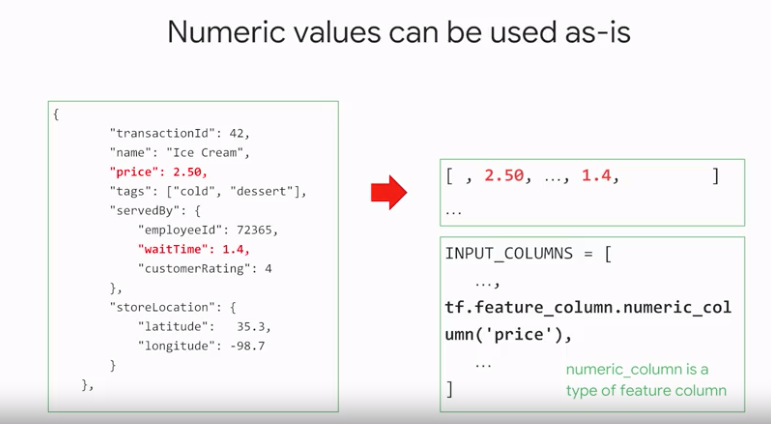 Numeric values can be used as-is
{
"transactionId": 42,
"name": "Ice Cream",
"price": 2.50,
"tags": ["cold", "dessert"],
"servedBy": {
"employeeId": 72365,
"waitTime": 1.4,
"customerRating": 4
},
"storeLocation": {
"latitude": 35.3,
"longitude": -98.7
}
},
[ , 2.50, ..., 1.4, ]
...
INPUT_COLUMNS = [
...,
tf.feature_column.numeric_col
umn('price'),
...
]
numeric_column is a
type of feature column